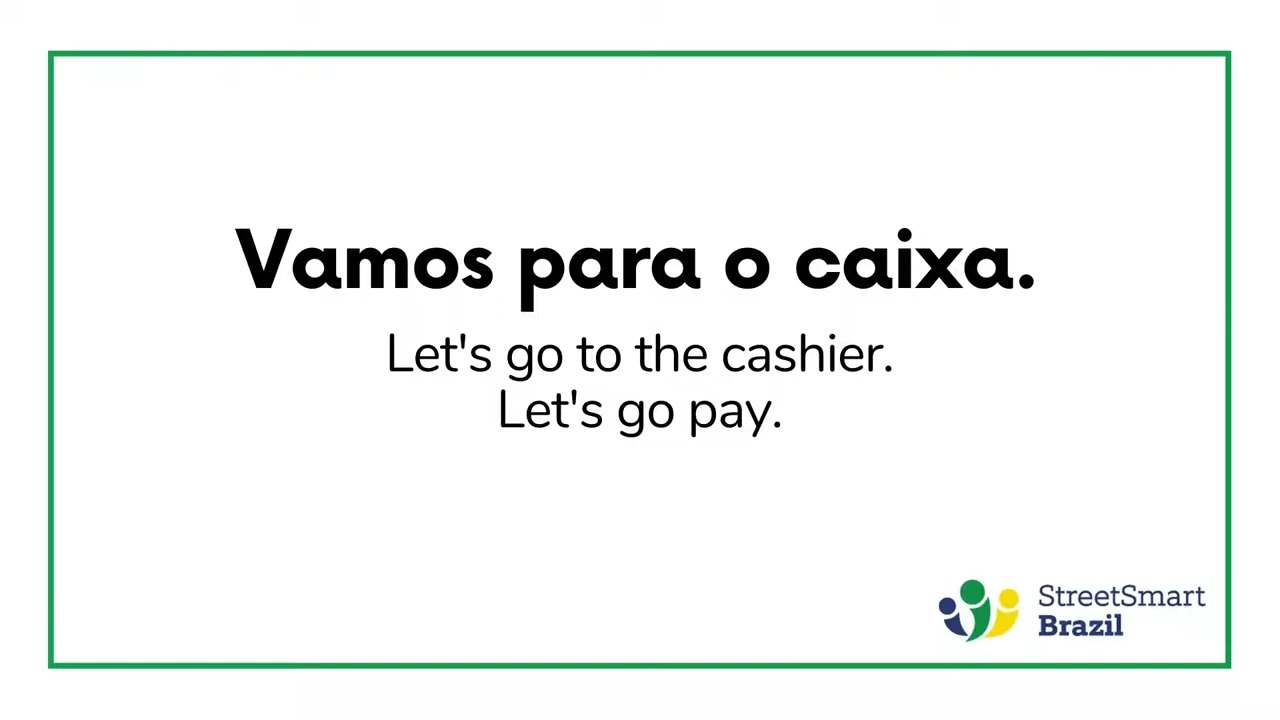 Vamos para o caixa.
Let's go to the cashier.
Let's go pay.
StreetSmart
Brazil